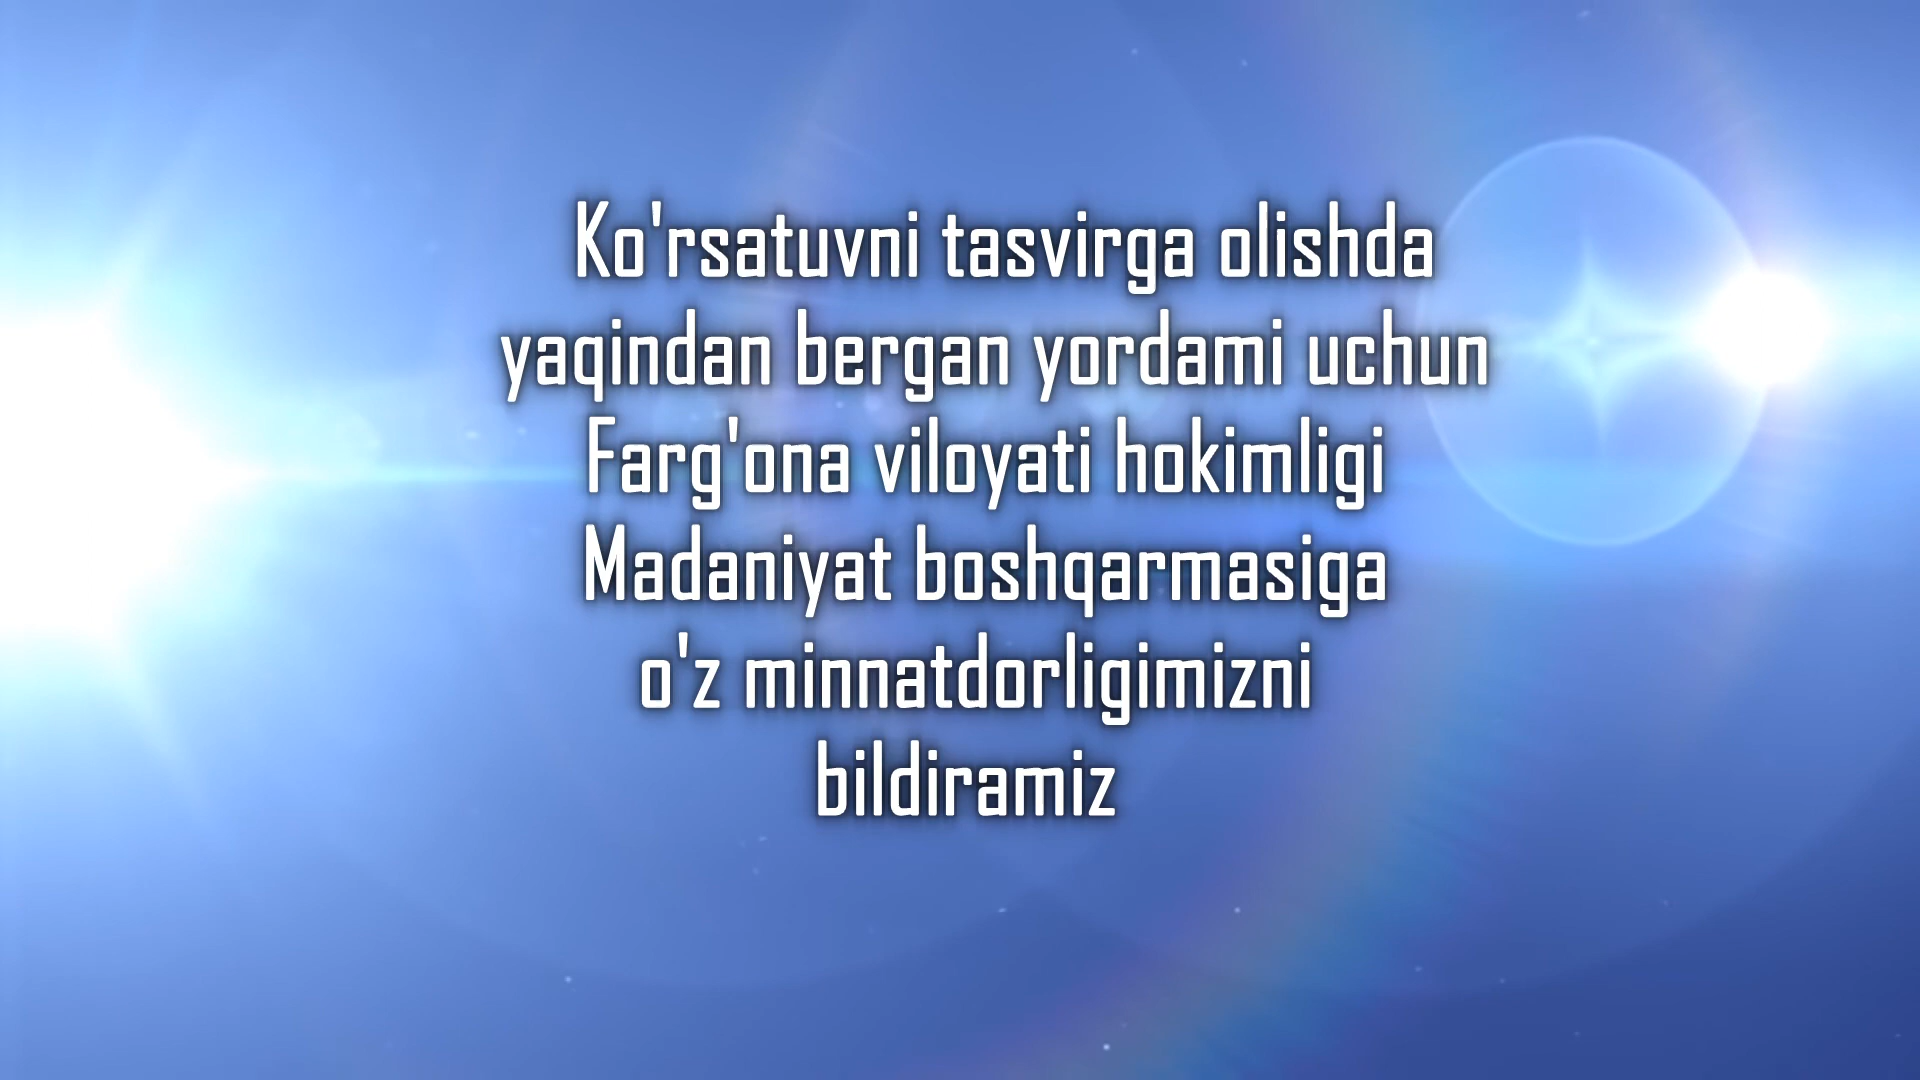 Ko'rsatuvni tasvirga olishda
yaqindan bergan yordami uchun
Farg'ona viloyati hokimligi
Madaniyat boshqarmasiga
o'z minnatdorligimizni
bildiramiz